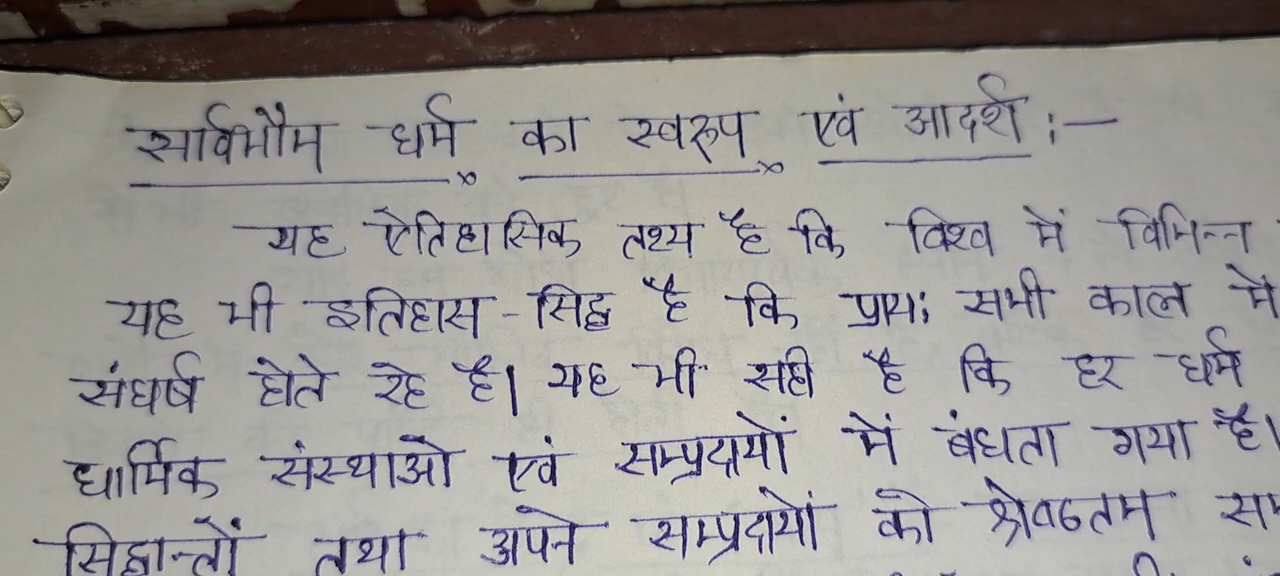 सार्वभौम धर्म का स्वरूप एवं आदर्श :—
यह ऐतिहासिक तथ्य है कि विश्व में विभिन्न
यह भी इतिहास - सिद्ध है कि प्रायः सभी काल में
संघर्ष होते रहे है। यह भी सही है कि हर धर्म
धार्मिक संस्थाओं एवं सम्प्रदायों में बंधता गया है।
सिद्धान्तों तथा अपने सम्प्रदायों को श्रेष्ठतम